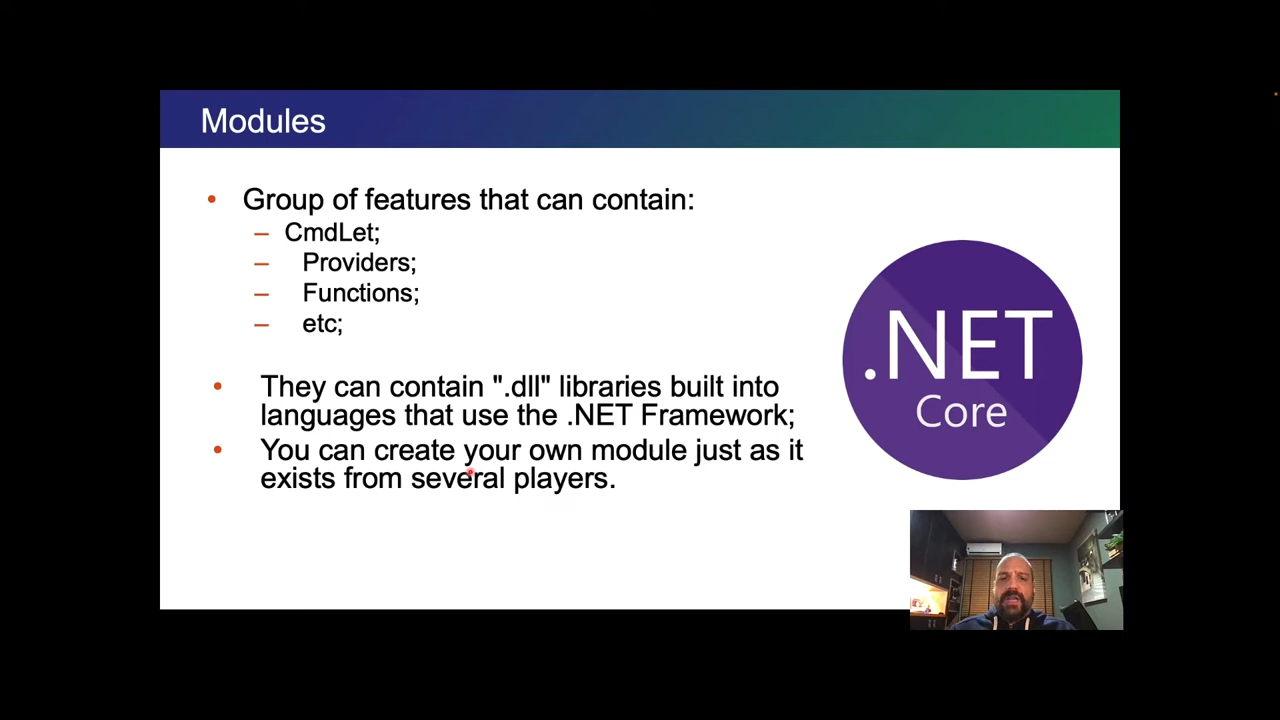 Modules
• Group of features that can contain:
– CmdLet;
– Providers;
– Functions;
– etc;
• They can contain ".dll" libraries built into
languages that use the .NET Framework;
• You can create your own module just as it
exists from several players.
.NET
Core